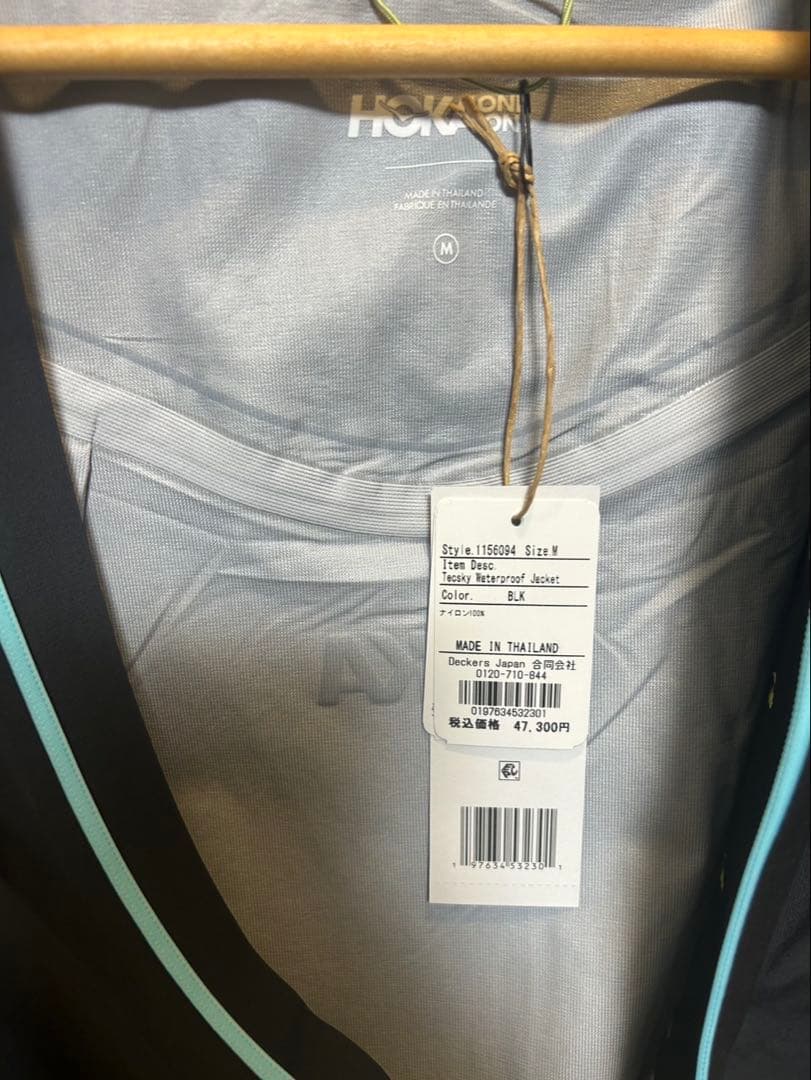 HOKA ONE
ONE
MADE IN THAILAND
FABRIQUÉ EN THAÏLANDE
M
Style.1156094 Size.M
Item Desc.
Tecsky Waterproof Jacket
Color. BLK
ナイロン100%
MADE IN THAILAND
Deckers Japan 合同会社
0120-710-844
0197634532301
税込価格 47,300円
1 97634 53230 1